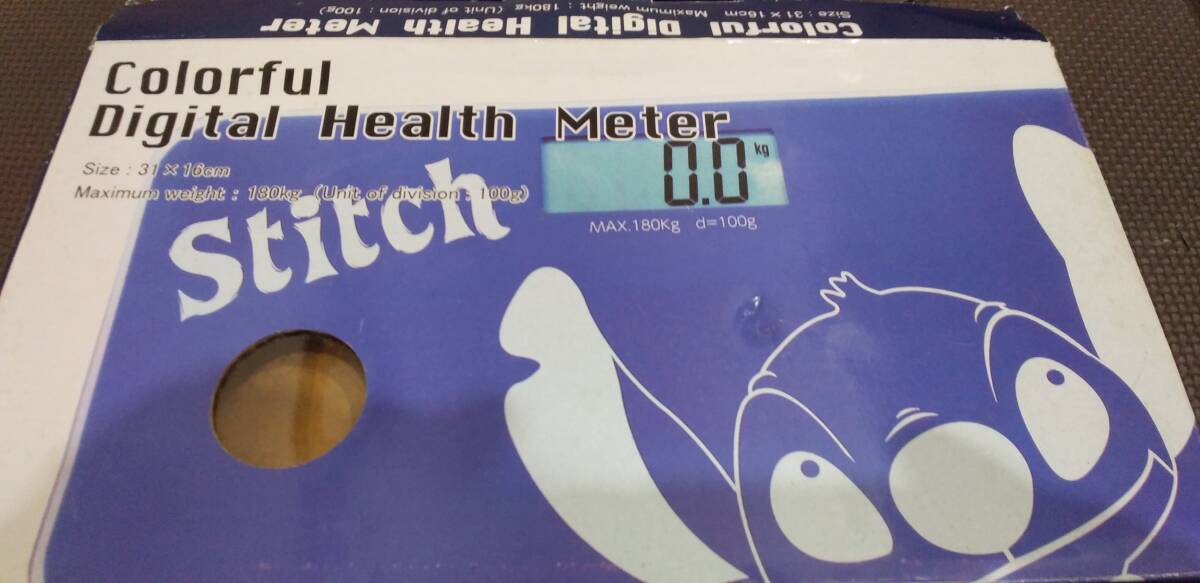 Colorful Digital Health Meter
Size : 31×16cm Maximum weight : 180kg (Unit of division : 100g)
Colorful
Digital Health Meter
Size : 31×16cm
Maximum weight : 180kg (Unit of division : 100g)
0.0 kg
MAX.180Kg d=100g
Stitch